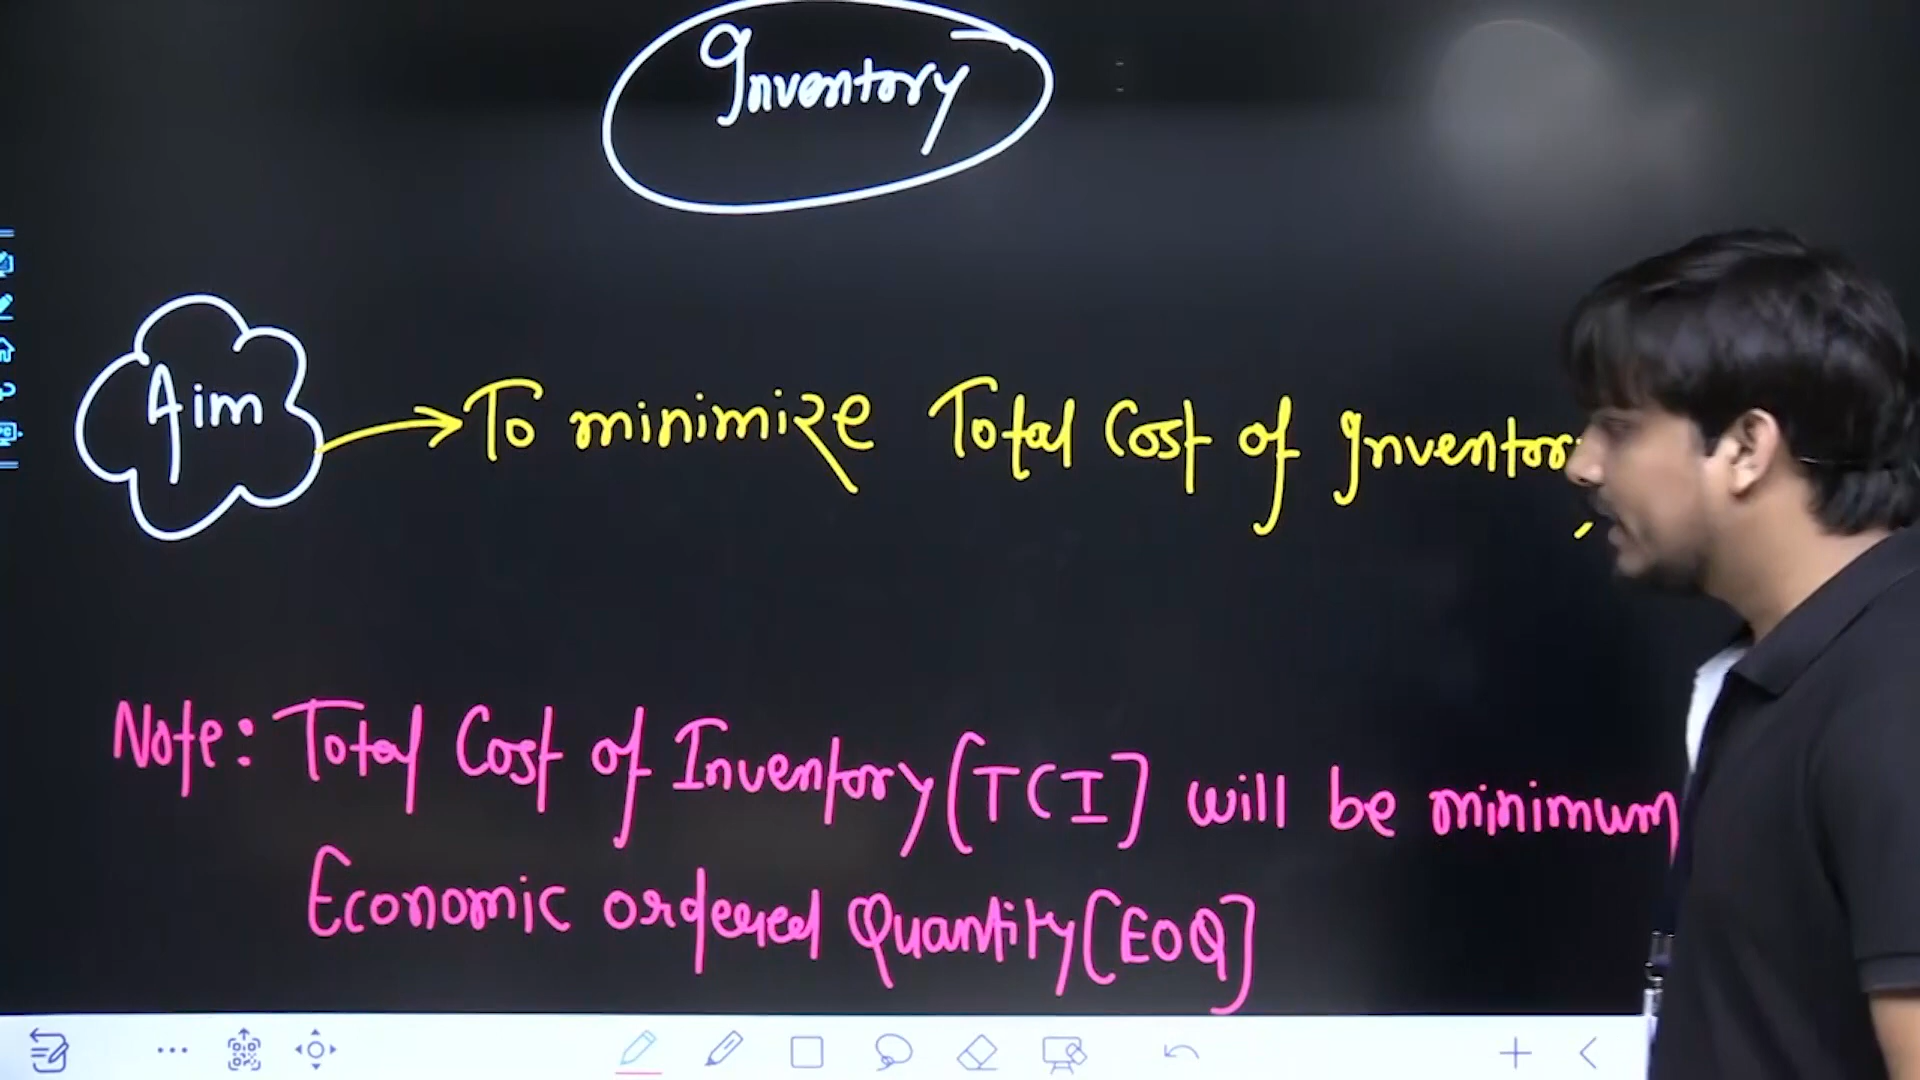 Inventory
Aim
To minimize Total Cost of Inventory
Note: Total Cost of Inventory [TCI] will be minimum
Economic ordered Quantity [EOQ]